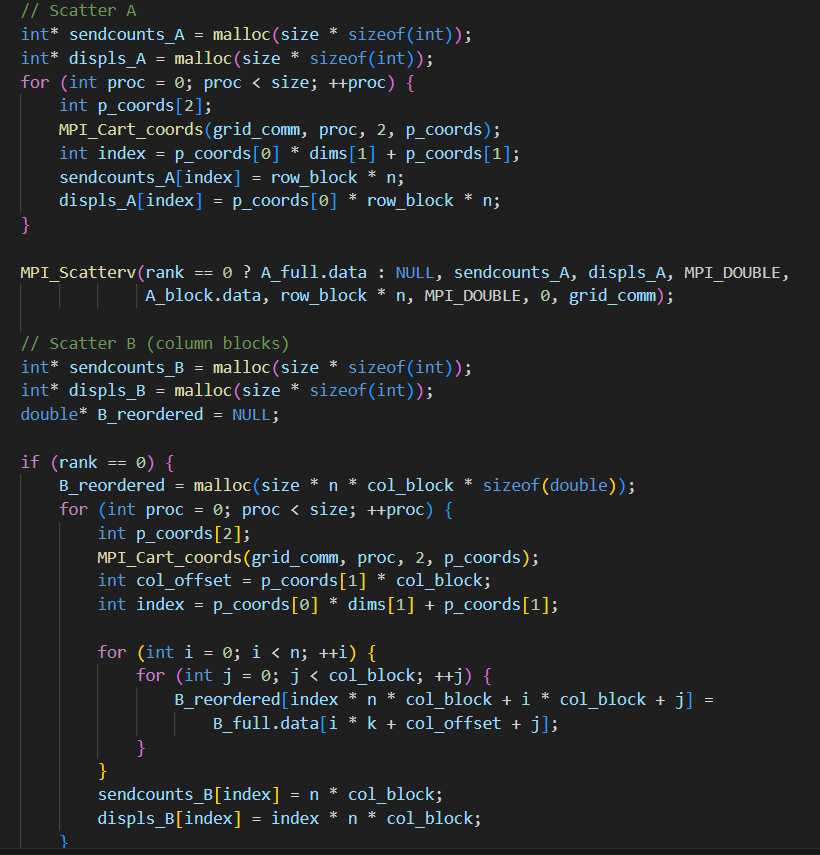 // Scatter A
int* sendcounts_A = malloc(size * sizeof(int));
int* displs_A = malloc(size * sizeof(int));
for (int proc = 0; proc < size; ++proc) {
    int p_coords[2];
    MPI_Cart_coords(grid_comm, proc, 2, p_coords);
    int index = p_coords[0] * dims[1] + p_coords[1];
    sendcounts_A[index] = row_block * n;
    displs_A[index] = p_coords[0] * row_block * n;
}

MPI_Scatterv(rank == 0 ? A_full.data : NULL, sendcounts_A, displs_A, MPI_DOUBLE,
             A_block.data, row_block * n, MPI_DOUBLE, 0, grid_comm);

// Scatter B (column blocks)
int* sendcounts_B = malloc(size * sizeof(int));
int* displs_B = malloc(size * sizeof(int));
double* B_reordered = NULL;

if (rank == 0) {
    B_reordered = malloc(size * n * col_block * sizeof(double));
    for (int proc = 0; proc < size; ++proc) {
        int p_coords[2];
        MPI_Cart_coords(grid_comm, proc, 2, p_coords);
        int col_offset = p_coords[1] * col_block;
        int index = p_coords[0] * dims[1] + p_coords[1];

        for (int i = 0; i < n; ++i) {
            for (int j = 0; j < col_block; ++j) {
                B_reordered[index * n * col_block + i * col_block + j] =
                    B_full.data[i * k + col_offset + j];
            }
        }
        sendcounts_B[index] = n * col_block;
        displs_B[index] = index * n * col_block;
    }